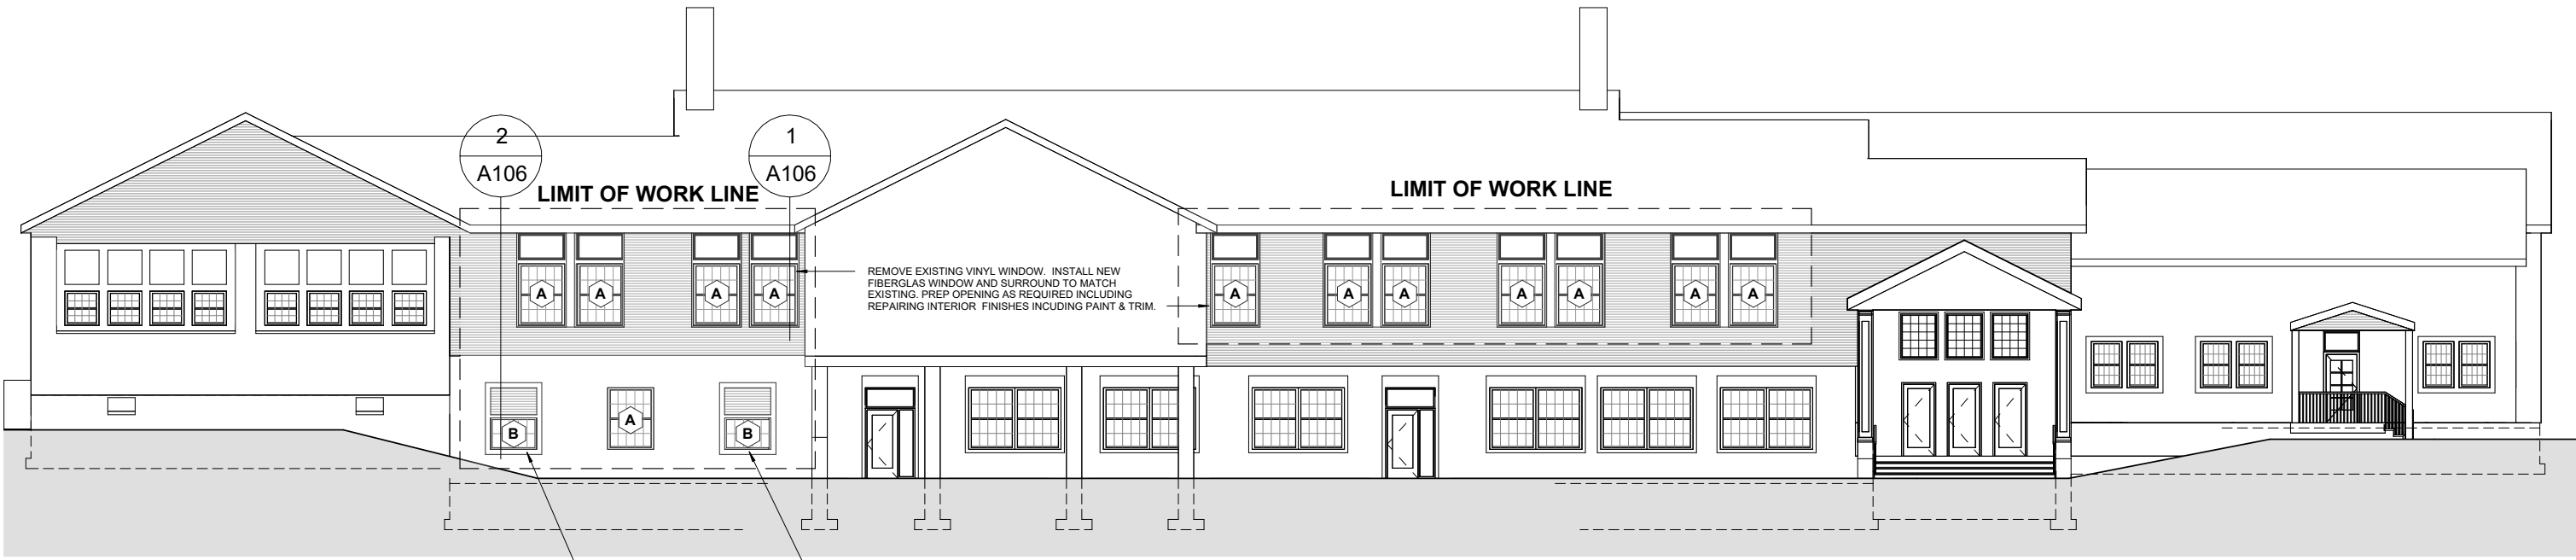 2
A106
1
A106
LIMIT OF WORK LINE
LIMIT OF WORK LINE
REMOVE EXISTING VINYL WINDOW. INSTALL NEW
FIBERGLAS WINDOW AND SURROUND TO MATCH
EXISTING. PREP OPENING AS REQUIRED INCLUDING
REPAIRING INTERIOR FINISHES INCUDING PAINT & TRIM.
A
A
A
A
A
A
A
A
A
A
A
B
A
B